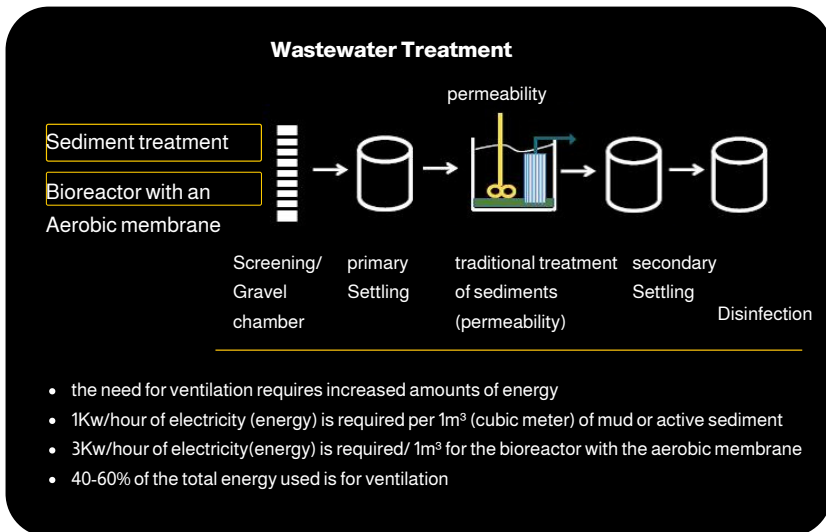 Wastewater Treatment
permeability
Sediment treatment
Bioreactor with an
Aerobic membrane
Screening/
Gravel
chamber
primary
Settling
traditional treatment
of sediments
(permeability)
secondary
Settling
Disinfection
• the need for ventilation requires increased amounts of energy
• 1Kw/hour of electricity (energy) is required per 1m³ (cubic meter) of mud or active sediment
• 3Kw/hour of electricity(energy) is required/ 1m³ for the bioreactor with the aerobic membrane
• 40-60% of the total energy used is for ventilation